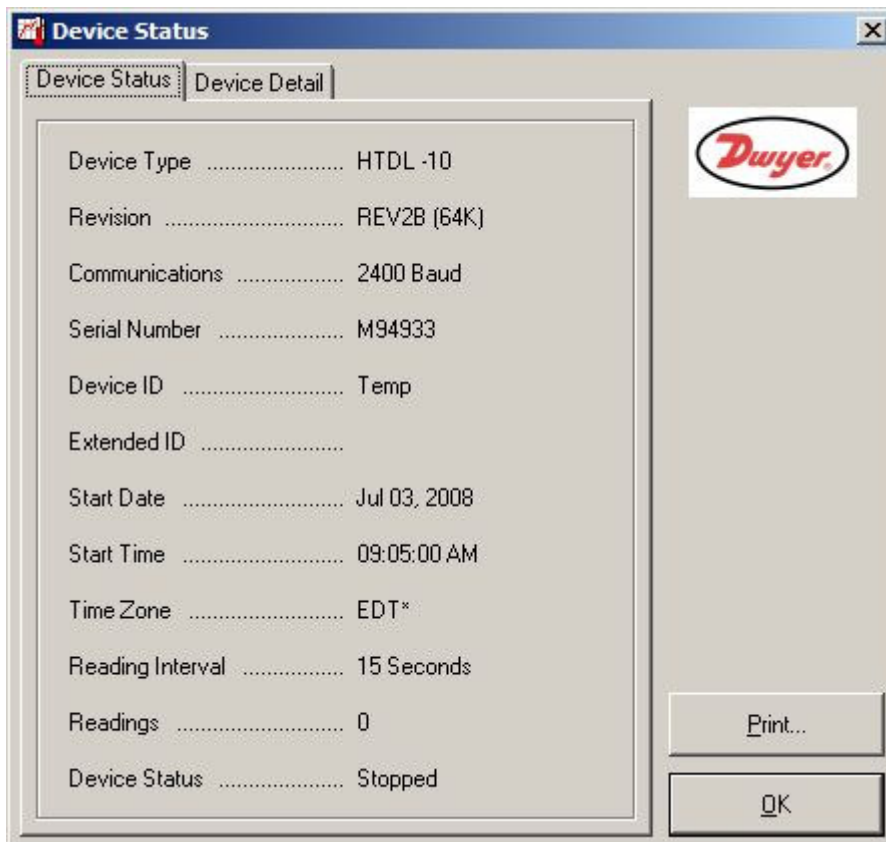 Device Status
Device Status Device Detail
Dwyer®
Device Type ...................... HTDL -10
Revision ............................. REV2B (64K)
Communications ................. 2400 Baud
Serial Number .................... M94933
Device ID .......................... Temp
Extended ID .......................
Start Date .......................... Jul 03, 2008
Start Time .......................... 09:05:00 AM
Time Zone ......................... EDT*
Reading Interval ................ 15 Seconds
Readings ........................... 0
Device Status .................... Stopped
Print...
OK